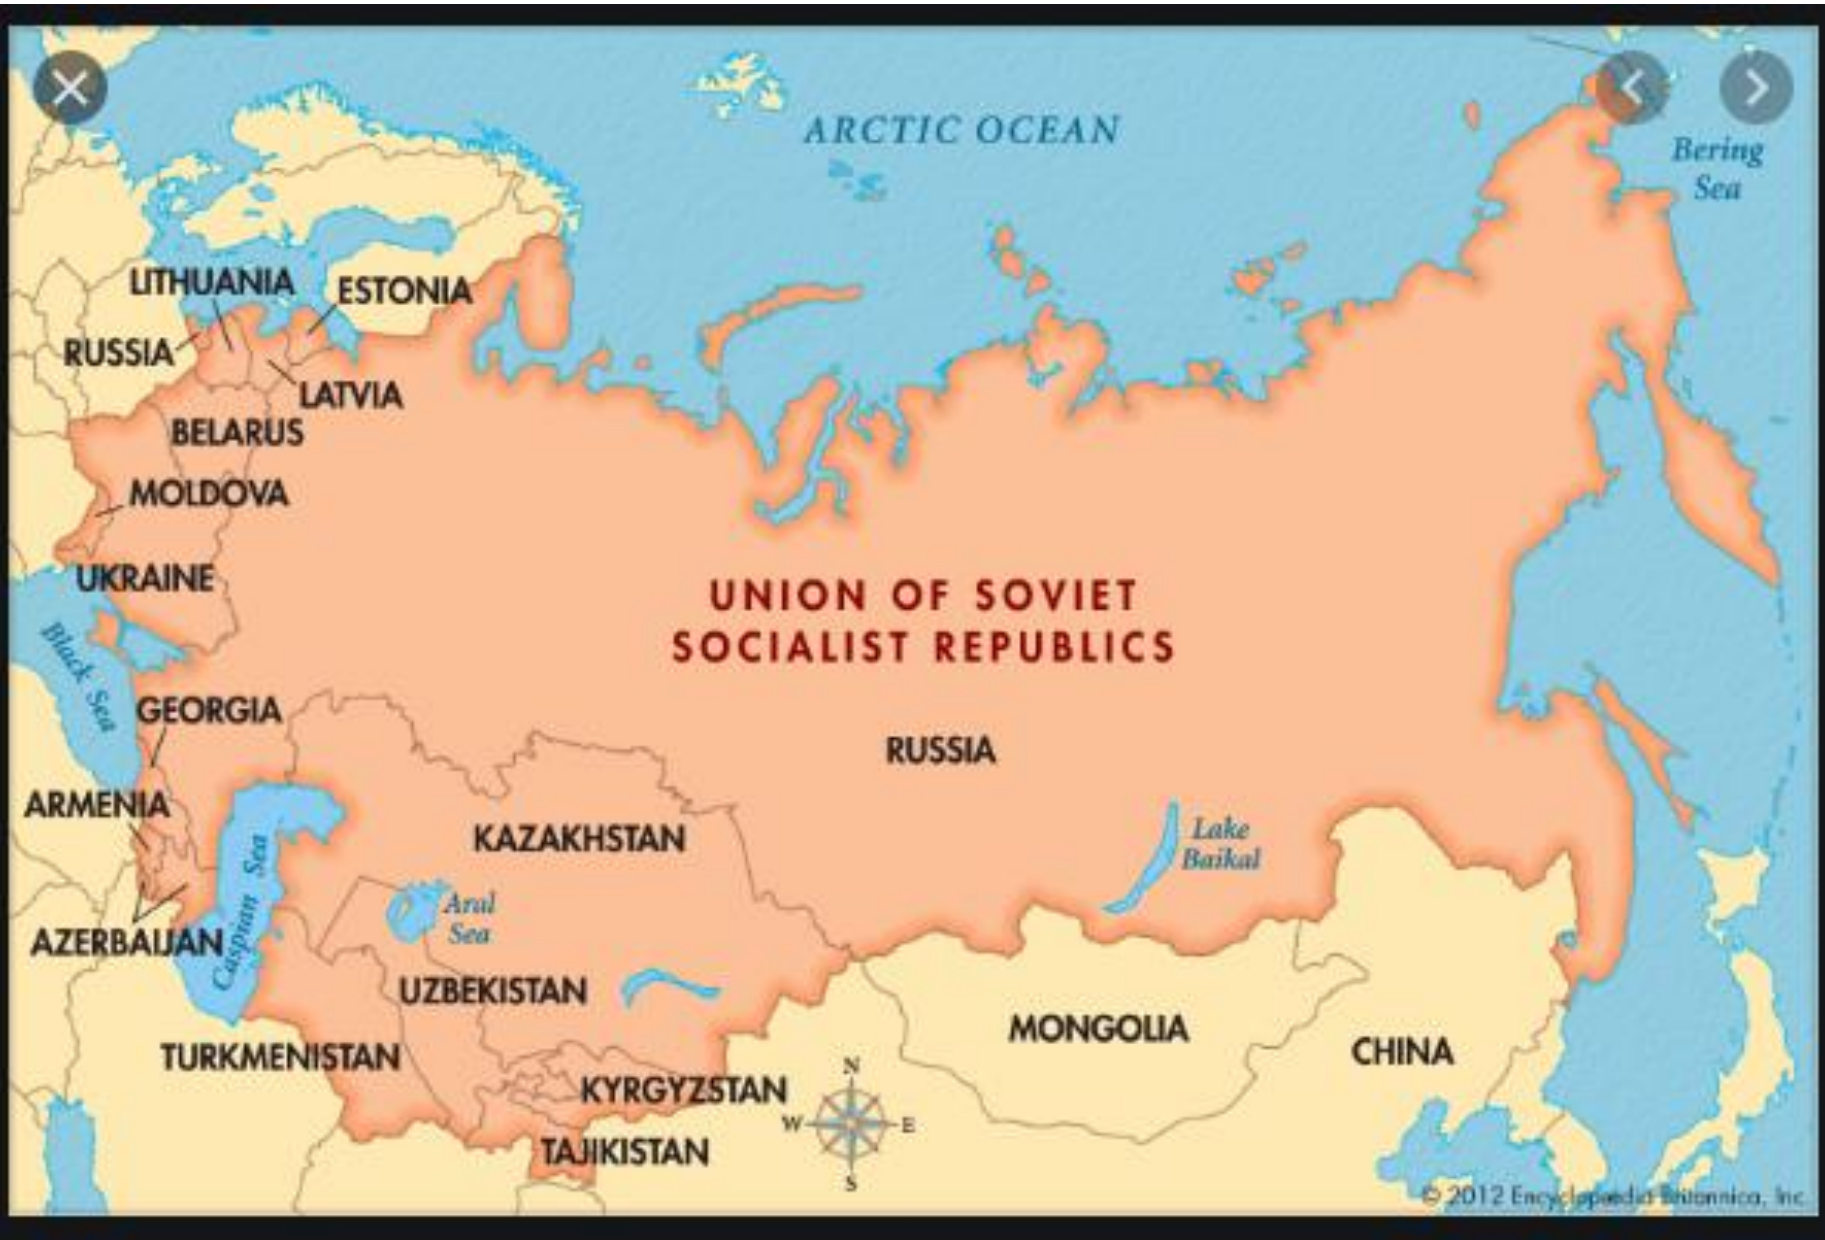 ARCTIC OCEAN
Bering
Sea
LITHUANIA
ESTONIA
RUSSIA
LATVIA
BELARUS
MOLDOVA
UKRAINE
UNION OF SOVIET
SOCIALIST REPUBLICS
Black Sea
GEORGIA
RUSSIA
ARMENIA
KAZAKHSTAN
Lake
Baikal
Caspian Sea
Aral
Sea
AZERBAIJAN
UZBEKISTAN
MONGOLIA
CHINA
TURKMENISTAN
KYRGYZSTAN
TAJIKISTAN
N
W
E
S
© 2012 Encyclopædia Britannica, Inc.